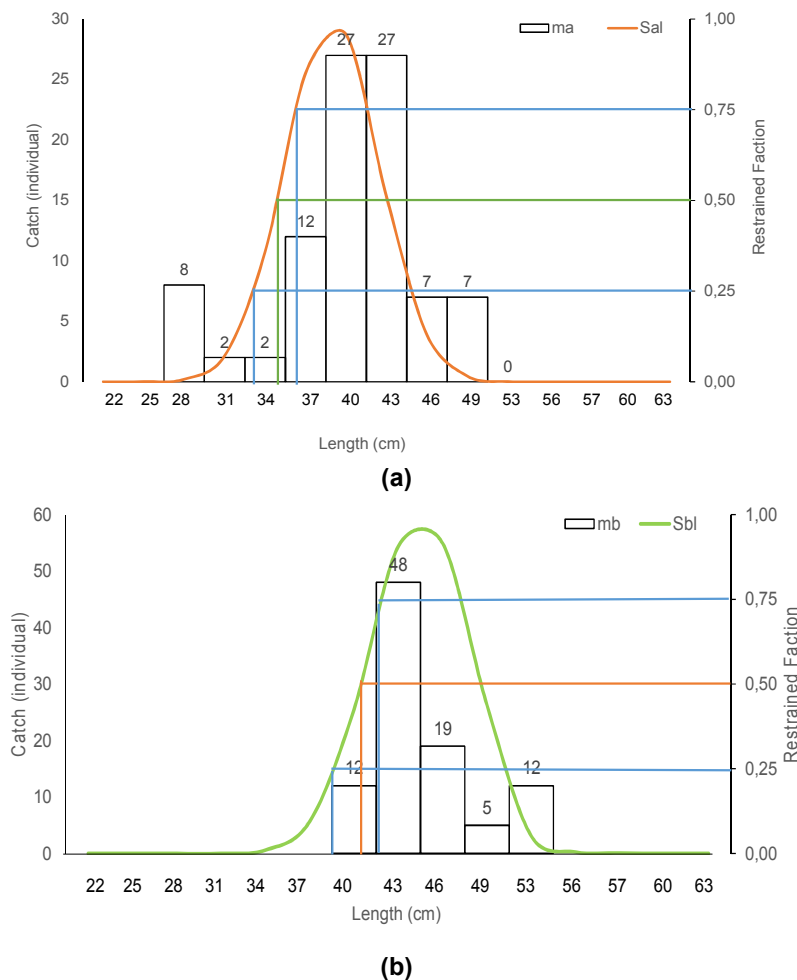 30
25
20
15
10
5
0
Catch (individual)
ma
Sal
1,00
0,75
0,50
0,25
0,00
Restrained Faction
8
2
2
12
27
27
7
7
0
22 25 28 31 34 37 40 43 46 49 53 56 57 60 63
Length (cm)
(a)
60
50
40
30
20
10
0
Catch (individual)
mb
Sbl
1,00
0,75
0,50
0,25
0,00
Restrained Faction
12
48
19
5
12
22 25 28 31 34 37 40 43 46 49 53 56 57 60 63
Length (cm)
(b)